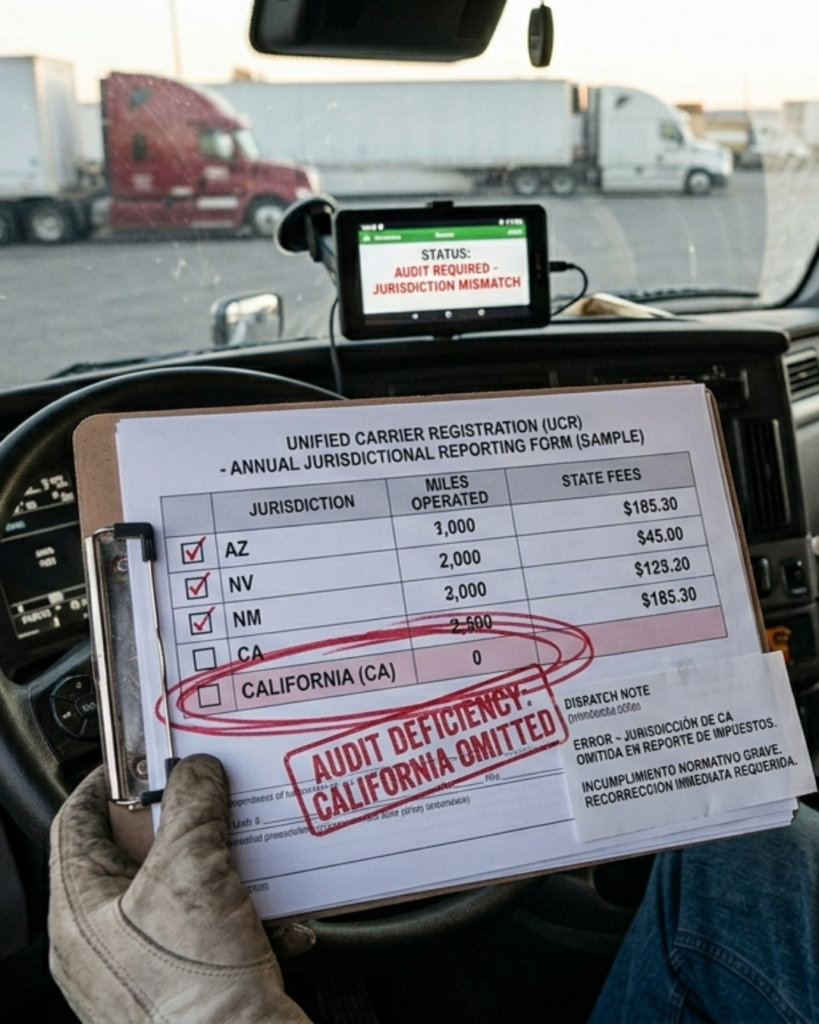 STATUS:
AUDIT REQUIRED -
JURISDICTION MISMATCH
UNIFIED CARRIER REGISTRATION (UCR)
- ANNUAL JURISDICTIONAL REPORTING FORM (SAMPLE)
JURISDICTION MILES OPERATED STATE FEES
AZ 3,000 $185.30
NV 2,000 $45.00
NM 2,000 $125.20
CA 2,500 $185.30
CALIFORNIA (CA) 0
AUDIT DEFICIENCY:
CALIFORNIA OMITTED
DISRATCH NOTE
ERROR - JURISDICCIÓN DE CA
OMITIDA EN REPORTE DE IMPUESTOS.
INCUMPLIMIENTO NORMATIVO GRAVE.
RECORRECCIÓN INMEDIATA REQUERIDA.